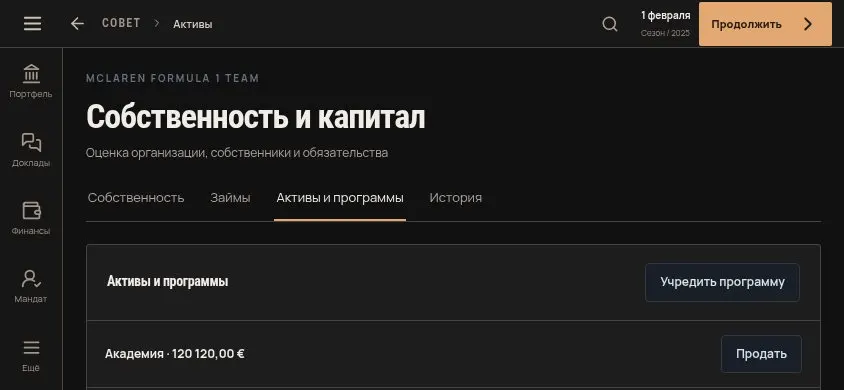 СОВЕТ
Активы
1 февраля
Сезон / 2025
Продолжить
Портфель
Доклады
Финансы
Мандат
Ещё
MCLAREN FORMULA 1 TEAM
Собственность и капитал
Оценка организации, собственники и обязательства
Собственность
Займы
Активы и программы
История
Активы и программы
Учредить программу
Академия · 120 120,00 €
Продать